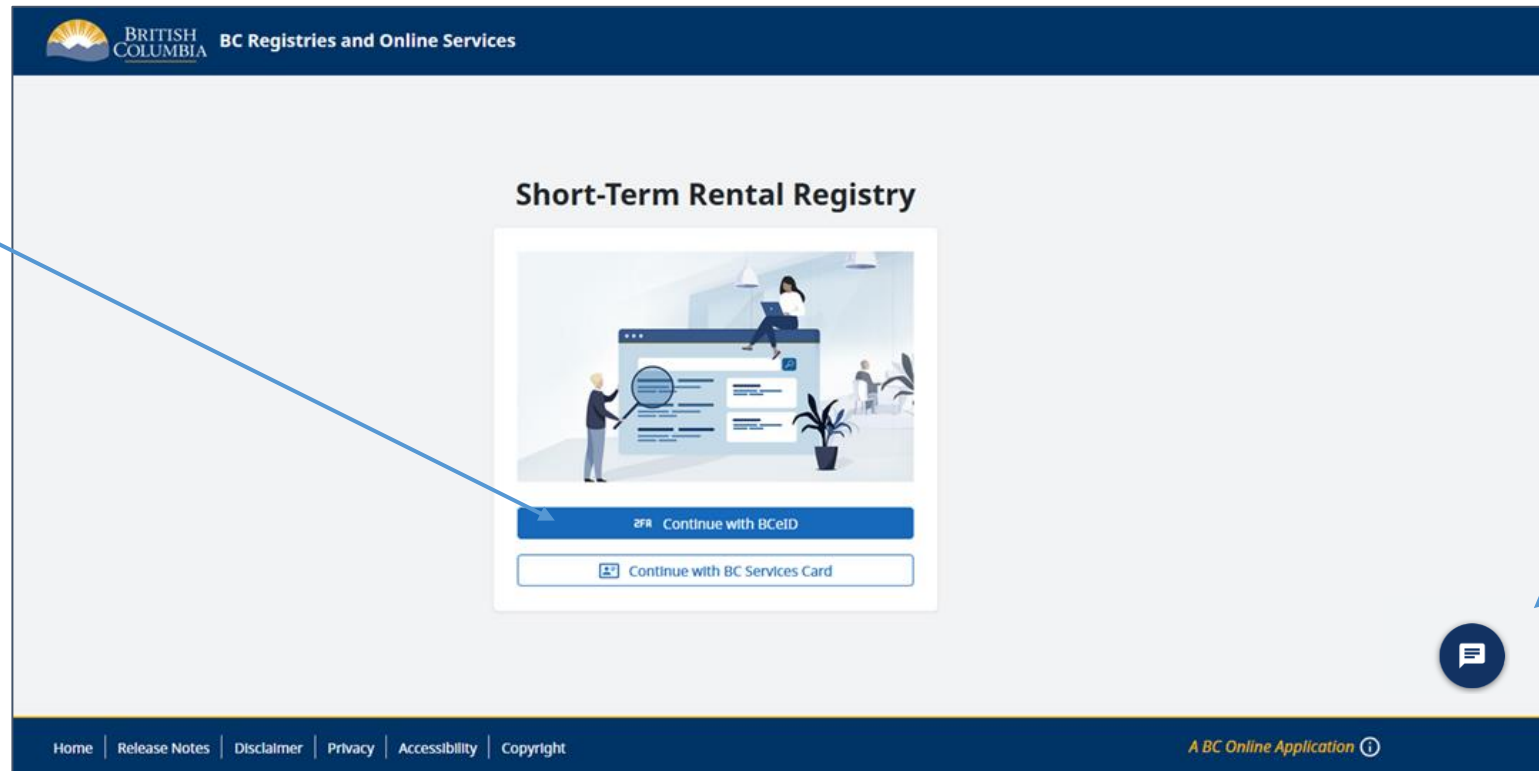 BRITISH
COLUMBIA
BC Registries and Online Services
Short-Term Rental Registry
2FA Continue with BCeID
Continue with BC Services Card
Home | Release Notes | Disclaimer | Privacy | Accessibility | Copyright
A BC Online Application